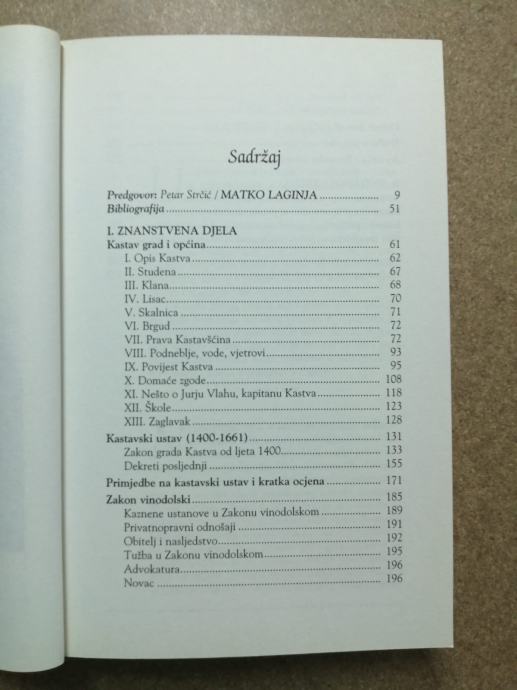 Sadržaj
Predgovor: Petar Strčić / MATKO LAGINJA .................... 9
Bibliografija .................... 51
I. ZNANSTVENA DJELA
Kastav grad i općina .................... 61
I. Opis Kastva .................... 62
II. Studena .................... 67
III. Klana .................... 68
IV. Lisac .................... 70
V. Skalnica .................... 71
VI. Brgud .................... 72
VII. Prava Kastavšćina .................... 72
VIII. Podneblje, vode, vjetrovi .................... 93
IX. Povijest Kastva .................... 95
X. Domaće zgode .................... 108
XI. Nešto o Jurju Vlahu, kapitanu Kastva .................... 118
XII. Škole .................... 123
XIII. Zaglavak .................... 128
Kastavski ustav (1400-1661) .................... 131
Zakon grada Kastva od ljeta 1400 .................... 133
Dekreti posljednji .................... 155
Primjedbe na kastavski ustav i kratka ocjena .................... 171
Zakon vinodolski .................... 185
Kaznene ustanove u Zakonu vinodolskom .................... 189
Privatnopravni odnošaji .................... 191
Obitelj i nasljedstvo .................... 192
Tužba u Zakonu vinodolskom .................... 195
Advokatura .................... 196
Novac .................... 196